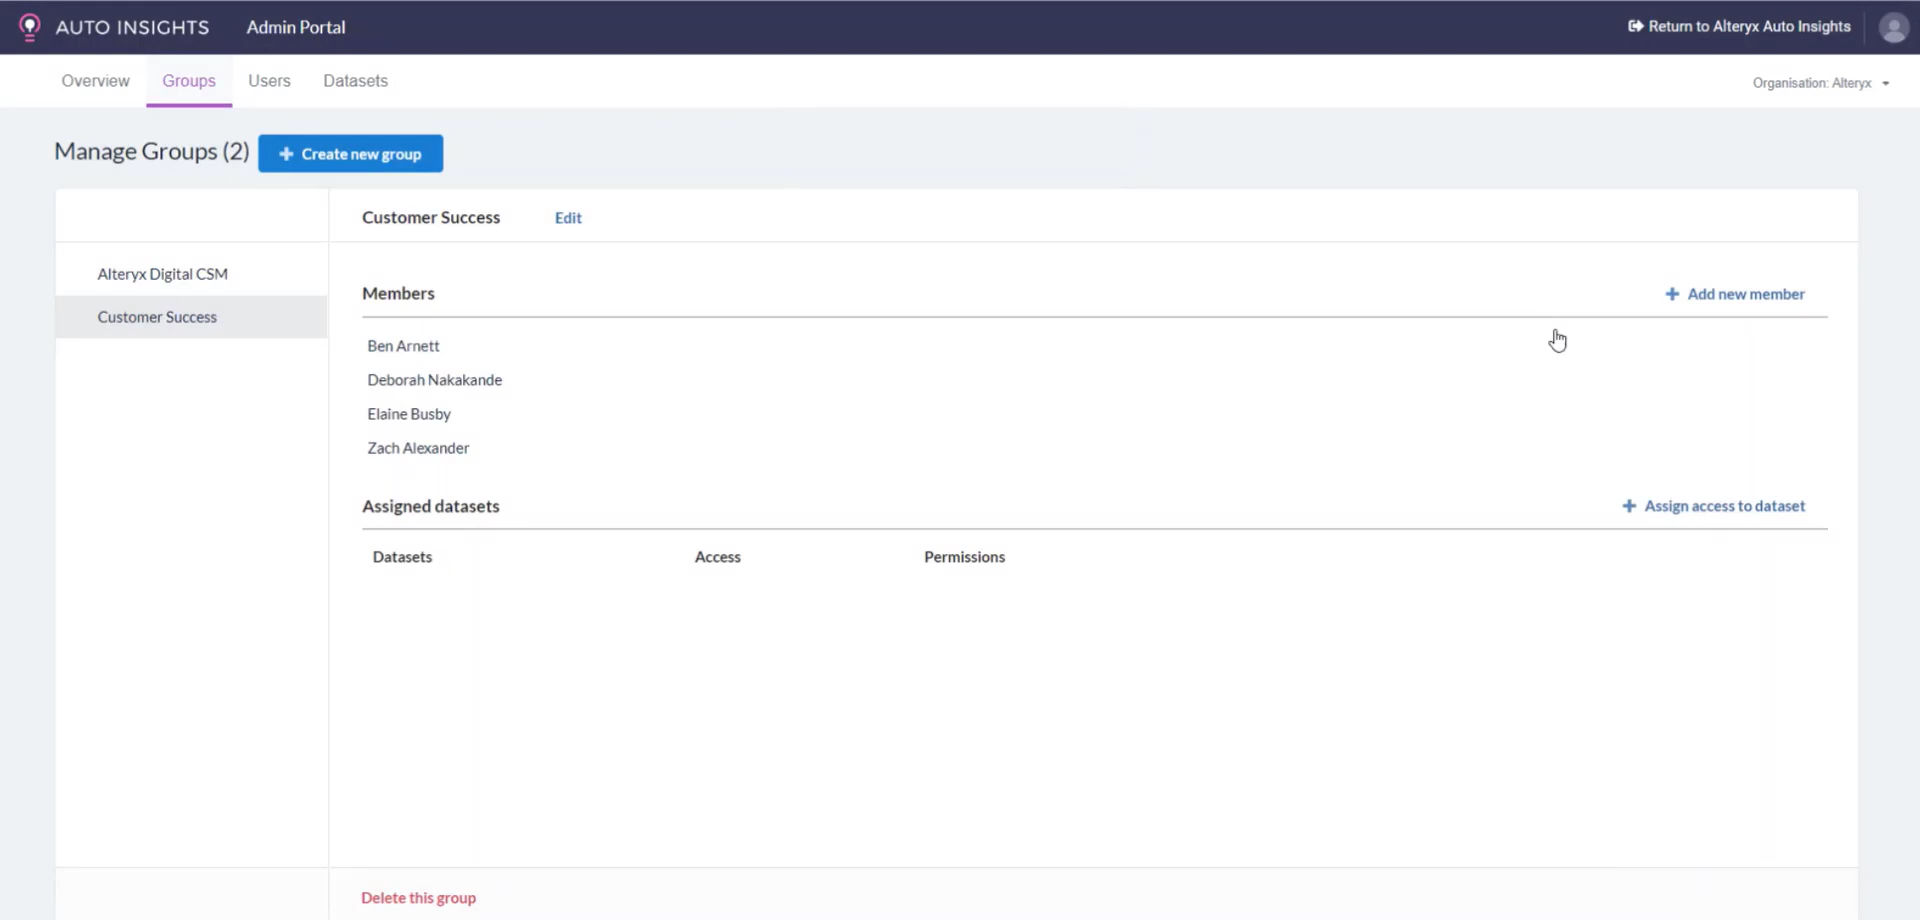 AUTO INSIGHTS Admin Portal Return to Alteryx Auto Insights
Overview Groups Users Datasets Organisation: Alteryx
Manage Groups (2) + Create new group
Customer Success Edit
Alteryx Digital CSM
Customer Success
Members + Add new member
Ben Arnett
Deborah Nakakande
Elaine Busby
Zach Alexander
Assigned datasets + Assign access to dataset
Datasets Access Permissions
Delete this group